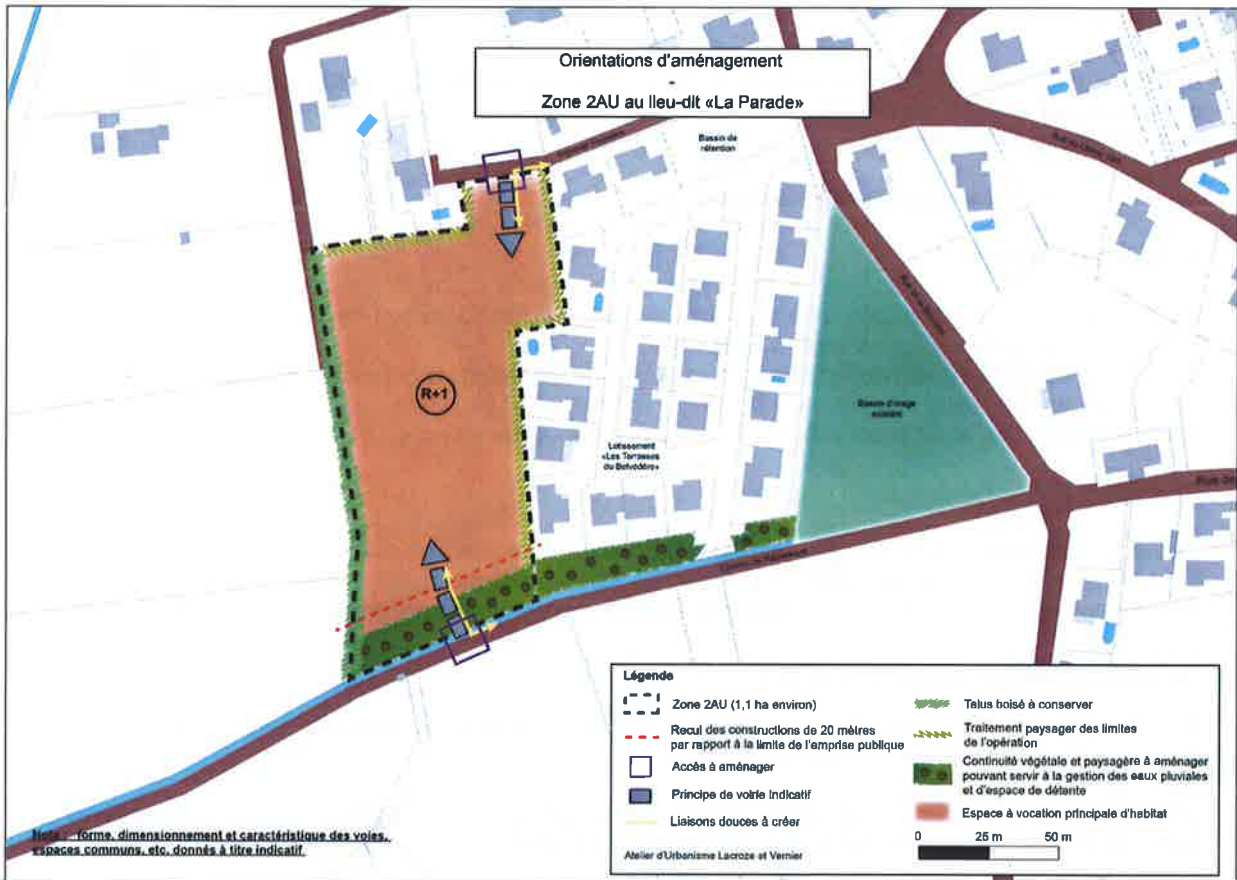 Orientations d'aménagement
-
Zone 2AU au lieu-dit «La Parade»
Bassin de
rétention
R+1
Bassin d'orage
existant
Lotissement
«Les Terrasses
du Belvédère»
Légende
Zone 2AU (1,1 ha environ)
Recul des constructions de 20 mètres
par rapport à la limite de l'emprise publique
Accès à aménager
Principe de voirie indicatif
Liaisons douces à créer
Atelier d'Urbanisme Lacroze et Vernier
Talus boisé à conserver
Traitement paysager des limites
de l'opération
Continuité végétale et paysagère à aménager
pouvant servir à la gestion des eaux pluviales
et d'espace de détente
Espace à vocation principale d'habitat
0 25 m 50 m
Nota : forme, dimensionnement et caractéristique des voies,
espaces communs, etc. donnés à titre indicatif.